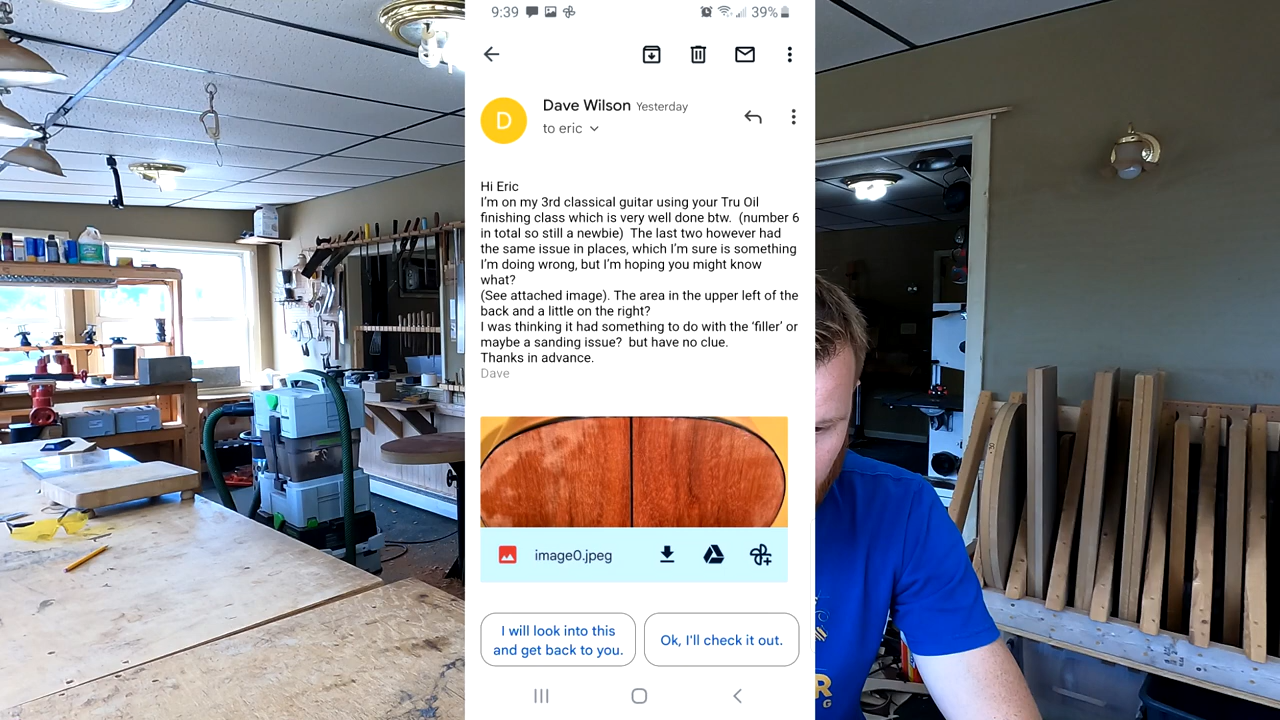 9:39
39%
Dave Wilson Yesterday
to eric
D
Hi Eric
I'm on my 3rd classical guitar using your Tru Oil
finishing class which is very well done btw. (number 6
in total so still a newbie) The last two however had
the same issue in places, which I'm sure is something
I'm doing wrong, but I'm hoping you might know
what?
(See attached image). The area in the upper left of the
back and a little on the right?
I was thinking it had something to do with the 'filler' or
maybe a sanding issue? but have no clue.
Thanks in advance.
Dave
image0.jpeg
I will look into this
and get back to you.
Ok, I'll check it out.
R
G